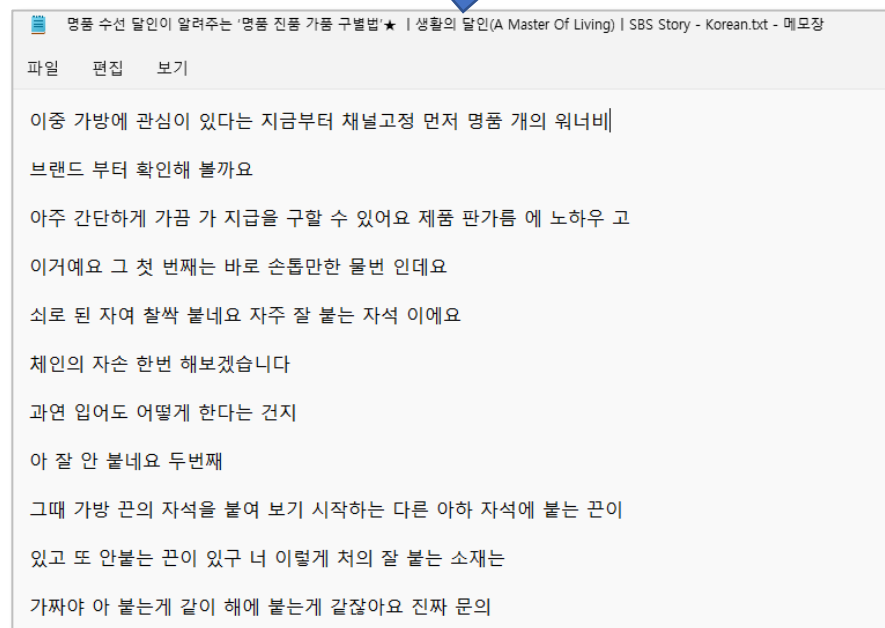 명품 수선 달인이 알려주는 '명품 진품 가품 구별법'★ ㅣ생활의 달인(A Master Of Living)ㅣSBS Story - Korean.txt - 메모장
파일 편집 보기
이중 가방에 관심이 있다는 지금부터 채널고정 먼저 명품 개의 워너비
브랜드 부터 확인해 볼까요
아주 간단하게 가끔 가 지급을 구할 수 있어요 제품 판가름 에 노하우 고
이거예요 그 첫 번째는 바로 손톱만한 물번 인데요
쇠로 된 자여 찰싹 붙네요 자주 잘 붙는 자석 이에요
체인의 자손 한번 해보겠습니다
과연 입어도 어떻게 한다는 건지
아 잘 안 붙네요 두번째
그때 가방 끈의 자석을 붙여 보기 시작하는 다른 아하 자석에 붙는 끈이
있고 또 안붙는 끈이 있구 너 이렇게 처의 잘 붙는 소재는
가짜야 아 붙는게 같이 해에 붙는게 같잖아요 진짜 문의